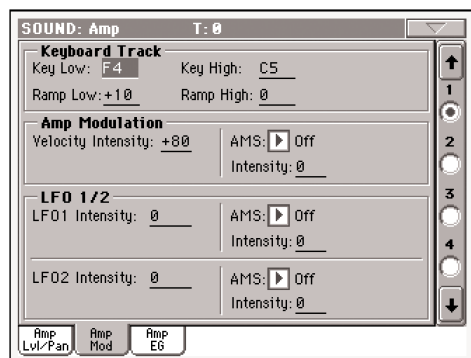 SOUND: Amp T: 0
Keyboard Track
Key Low: F4 Key High: C5
Ramp Low: +10 Ramp High: 0
Amp Modulation
Velocity Intensity: +80 AMS: Off
Intensity: 0
LFO 1/2
LFO1 Intensity: 0 AMS: Off
Intensity: 0
LFO2 Intensity: 0 AMS: Off
Intensity: 0
1
2
3
4
Amp Lvl/Pan
Amp Mod
Amp EG